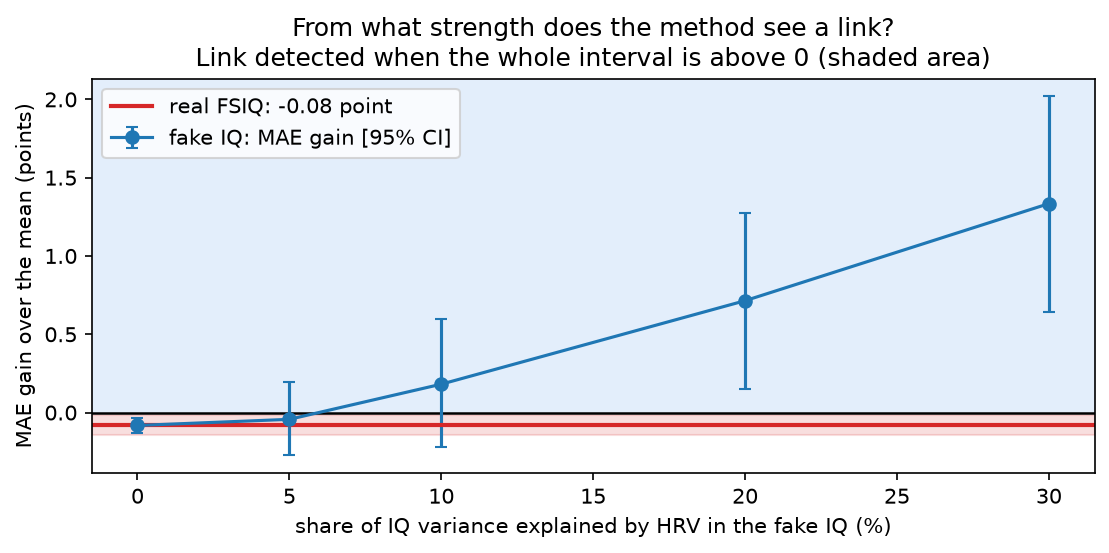 From what strength does the method see a link?
Link detected when the whole interval is above 0 (shaded area)
real FSIQ: -0.08 point
fake IQ: MAE gain [95% CI]
MAE gain over the mean (points)
2.0
1.5
1.0
0.5
0.0
0 5 10 15 20 25 30
share of IQ variance explained by HRV in the fake IQ (%)